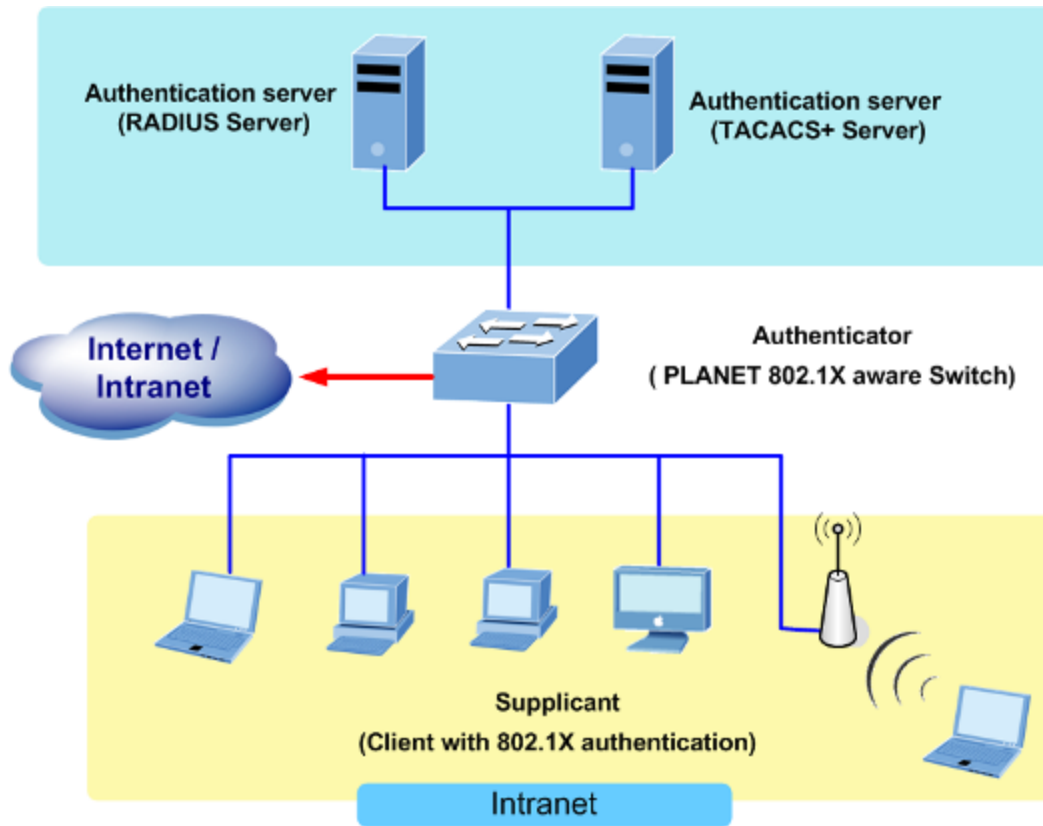 Authentication server
(RADIUS Server)
Authentication server
(TACACS+ Server)
Internet /
Intranet
Authenticator
( PLANET 802.1X aware Switch)
Supplicant
(Client with 802.1X authentication)
Intranet